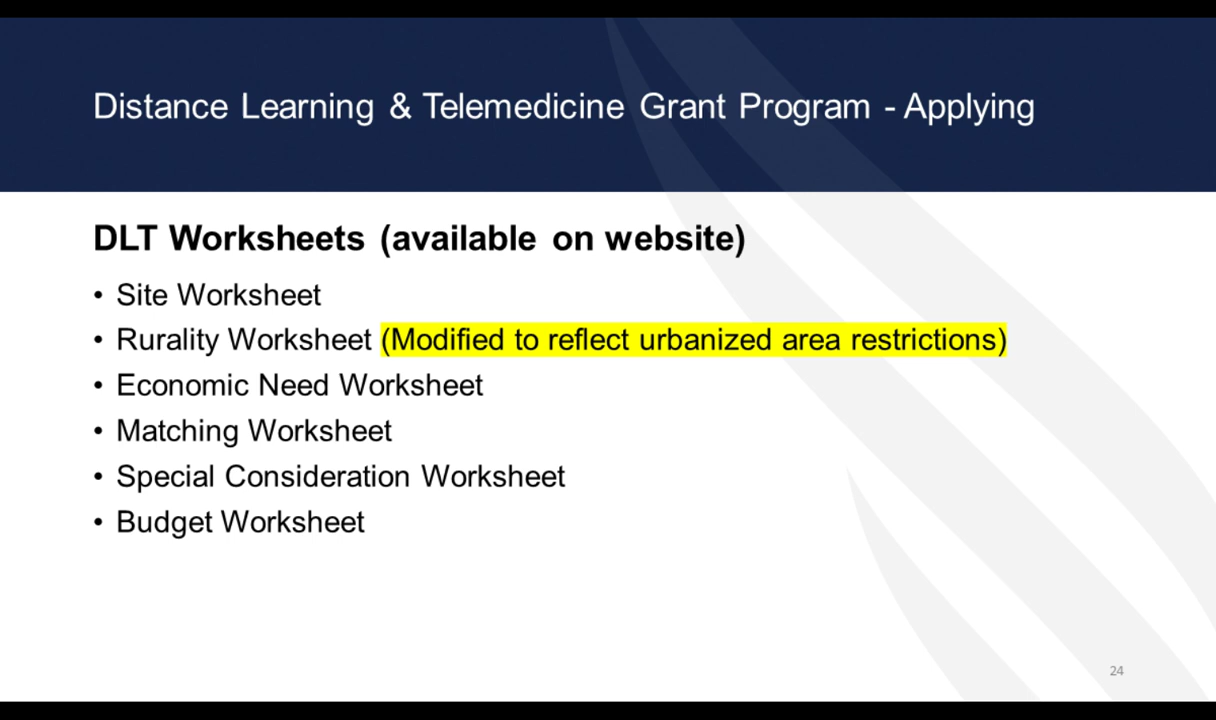 Distance Learning & Telemedicine Grant Program - Applying
DLT Worksheets (available on website)
• Site Worksheet
• Rurality Worksheet (Modified to reflect urbanized area restrictions)
• Economic Need Worksheet
• Matching Worksheet
• Special Consideration Worksheet
• Budget Worksheet
24